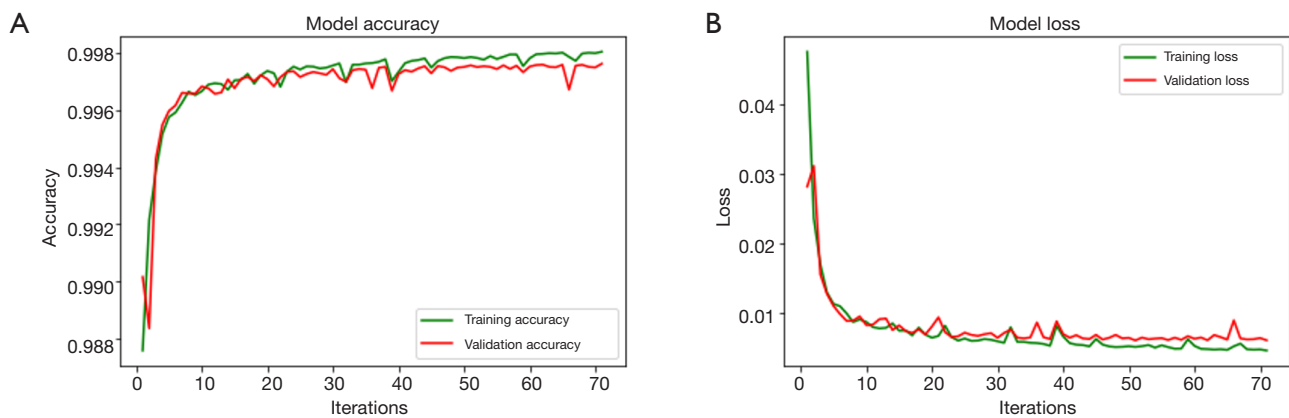 A
Model accuracy
0.998
0.996
0.994
0.992
0.990
0.988
Accuracy
Training accuracy
Validation accuracy
0 10 20 30 40 50 60 70
Iterations
B
Model loss
Training loss
Validation loss
0.04
0.03
0.02
0.01
Loss
0 10 20 30 40 50 60 70
Iterations